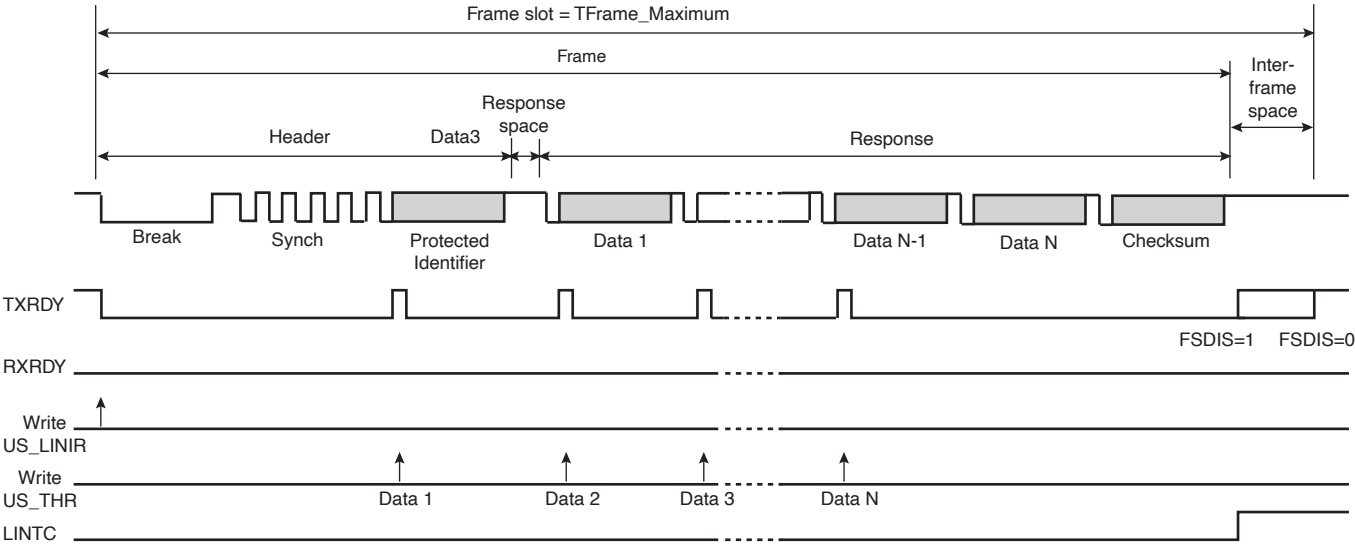 Frame slot = TFrame_Maximum
Frame
Inter-
frame
space
Response
space
Header
Data3
Response
Break
Synch
Protected
Identifier
Data 1
Data N-1
Data N
Checksum
TXRDY
FSDIS=1
FSDIS=0
RXRDY
Write
US_LINIR
Write
US_THR
Data 1
Data 2
Data 3
Data N
LINTC